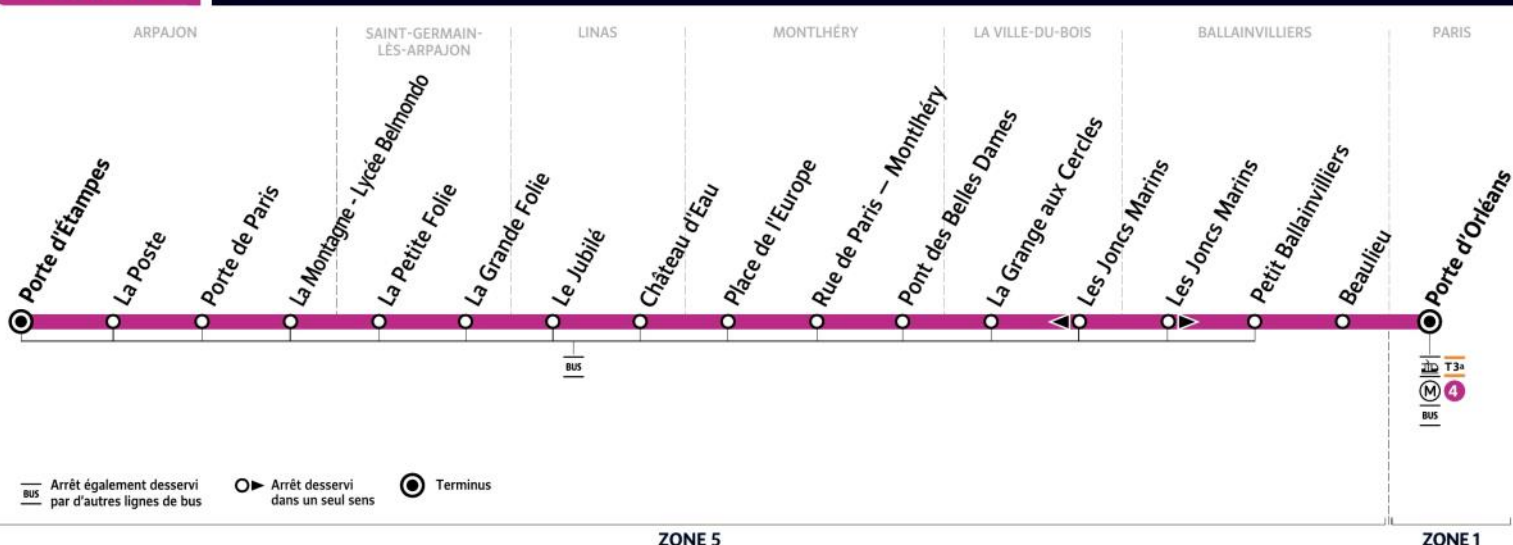 ARPAJON
SAINT-GERMAIN-
LÈS-ARPAJON
LINAS
MONTLHÉRY
LA VILLE-DU-BOIS
BALLAINVILLIERS
PARIS
Porte d'Étampes
La Poste
Porte de Paris
La Montagne - Lycée Belmondo
La Petite Folie
La Grande Folie
Le Jubilé
Château d'Eau
Place de l'Europe
Rue de Paris — Montlhéry
Pont des Belles Dames
La Grange aux Cercles
Les Joncs Marins
Les Joncs Marins
Petit Ballainvilliers
Beaulieu
Porte d'Orléans
BUS
T3a
M 4
BUS
BUS Arrêt également desservi
par d'autres lignes de bus
Arrêt desservi
dans un seul sens
Terminus
ZONE 5
ZONE 1